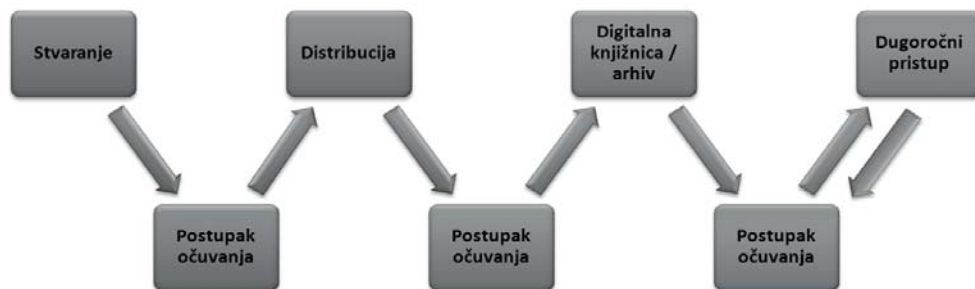 Stvaranje
Distribucija
Digitalna
knjižnica /
arhiv
Dugoročni
pristup
Postupak
očuvanja
Postupak
očuvanja
Postupak
očuvanja